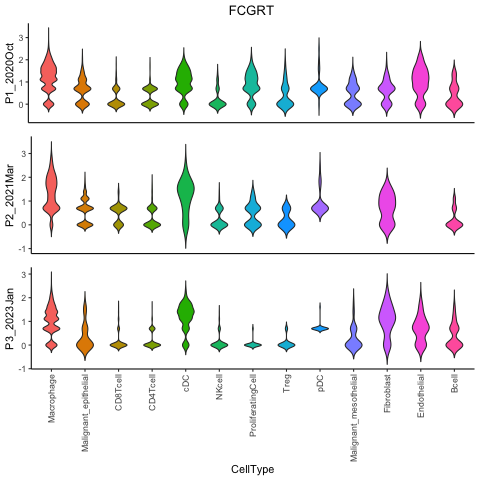 FCGRT
P1_2020Oct
3
2
1
0
P2_2021Mar
3
2
1
0
-1
P3_2023Jan
3
2
1
0
-1
Macrophage
Malignant_epithelial
CD8Tcell
CD4Tcell
cDC
NKcell
ProliferatingCell
Treg
pDC
Malignant_mesothelial
Fibroblast
Endothelial
Bcell
CellType